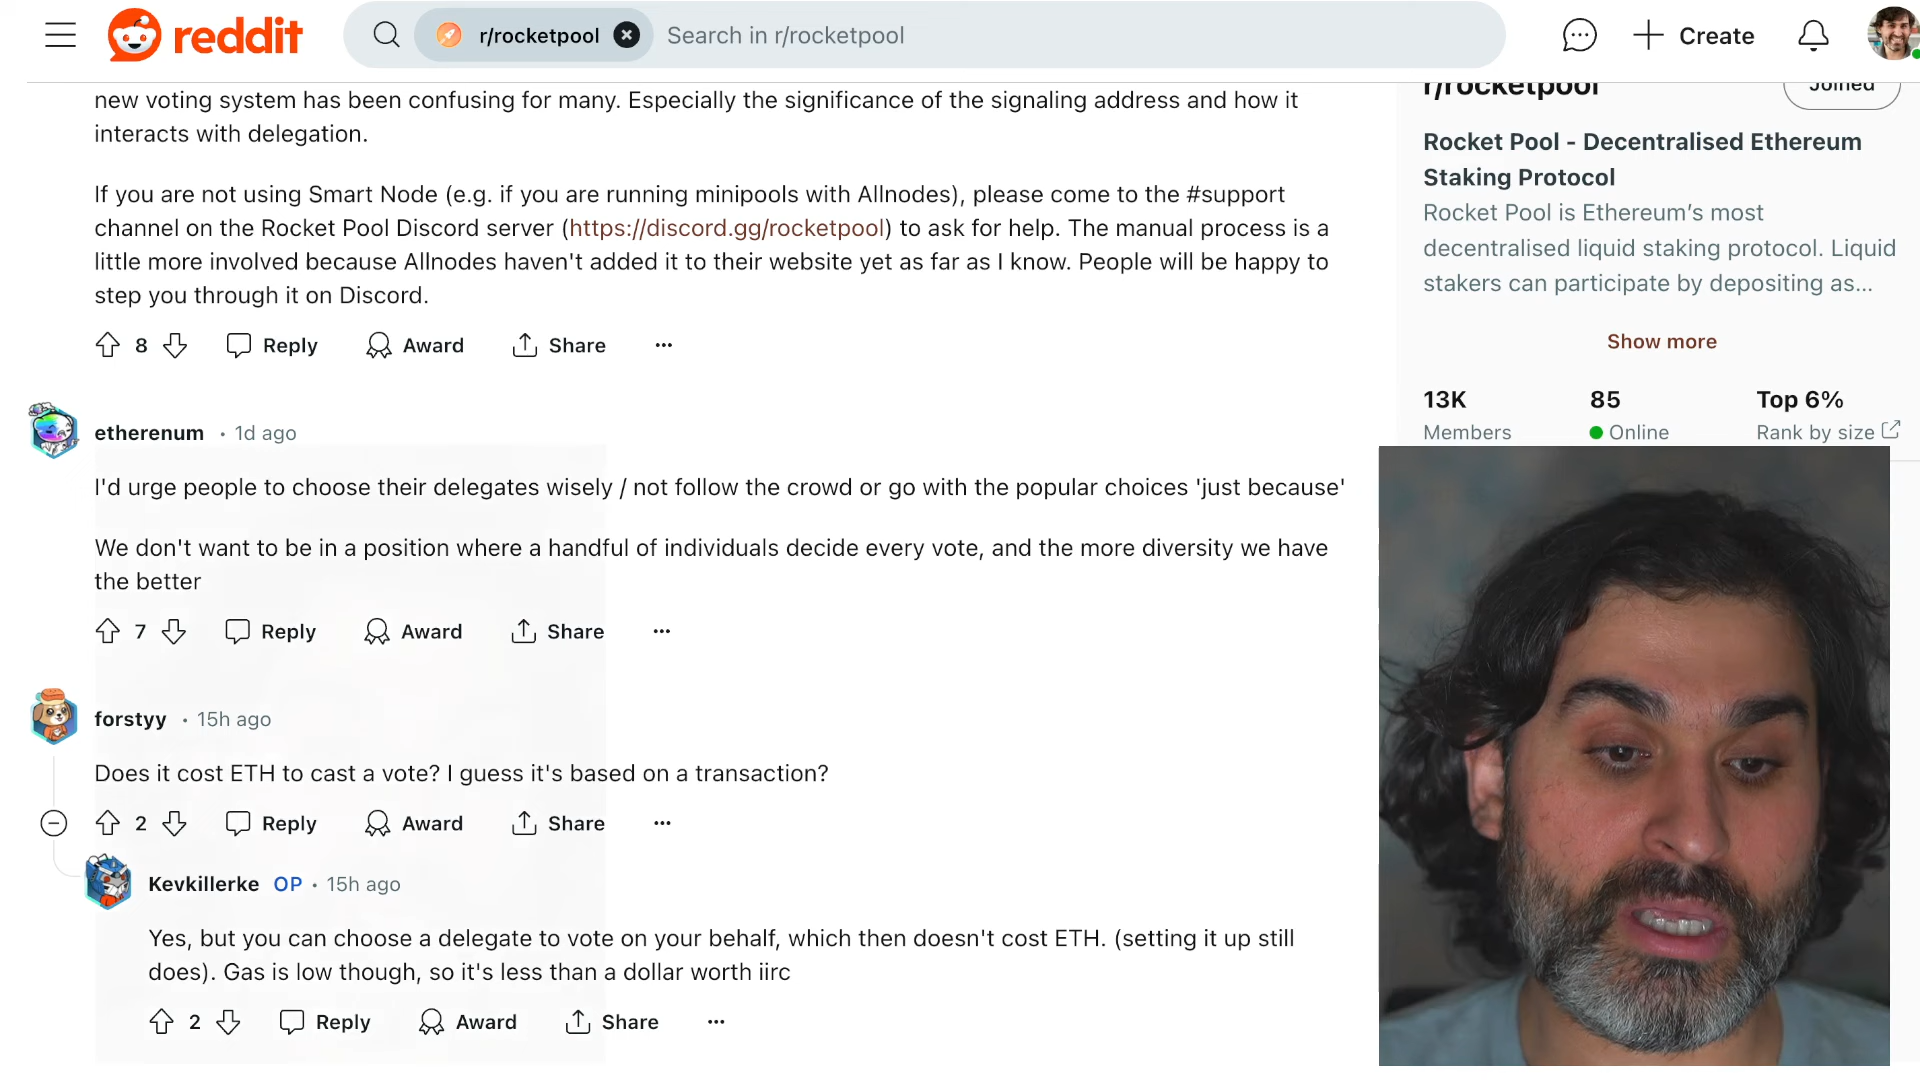 reddit
r/rocketpool
Search in r/rocketpool
Create
new voting system has been confusing for many. Especially the significance of the signaling address and how it
interacts with delegation.
If you are not using Smart Node (e.g. if you are running minipools with Allnodes), please come to the #support
channel on the Rocket Pool Discord server (https://discord.gg/rocketpool) to ask for help. The manual process is a
little more involved because Allnodes haven't added it to their website yet as far as I know. People will be happy to
step you through it on Discord.
8 Reply Award Share
etherenum • 1d ago
I'd urge people to choose their delegates wisely / not follow the crowd or go with the popular choices 'just because'
We don't want to be in a position where a handful of individuals decide every vote, and the more diversity we have
the better
7 Reply Award Share
forstyy • 15h ago
Does it cost ETH to cast a vote? I guess it's based on a transaction?
2 Reply Award Share
Kevkillerke OP • 15h ago
Yes, but you can choose a delegate to vote on your behalf, which then doesn't cost ETH. (setting it up still
does). Gas is low though, so it's less than a dollar worth iirc
2 Reply Award Share
r/rocketpool
Joined
Rocket Pool - Decentralised Ethereum
Staking Protocol
Rocket Pool is Ethereum's most
decentralised liquid staking protocol. Liquid
stakers can participate by depositing as...
Show more
13K 85 Top 6%
Members Online Rank by size